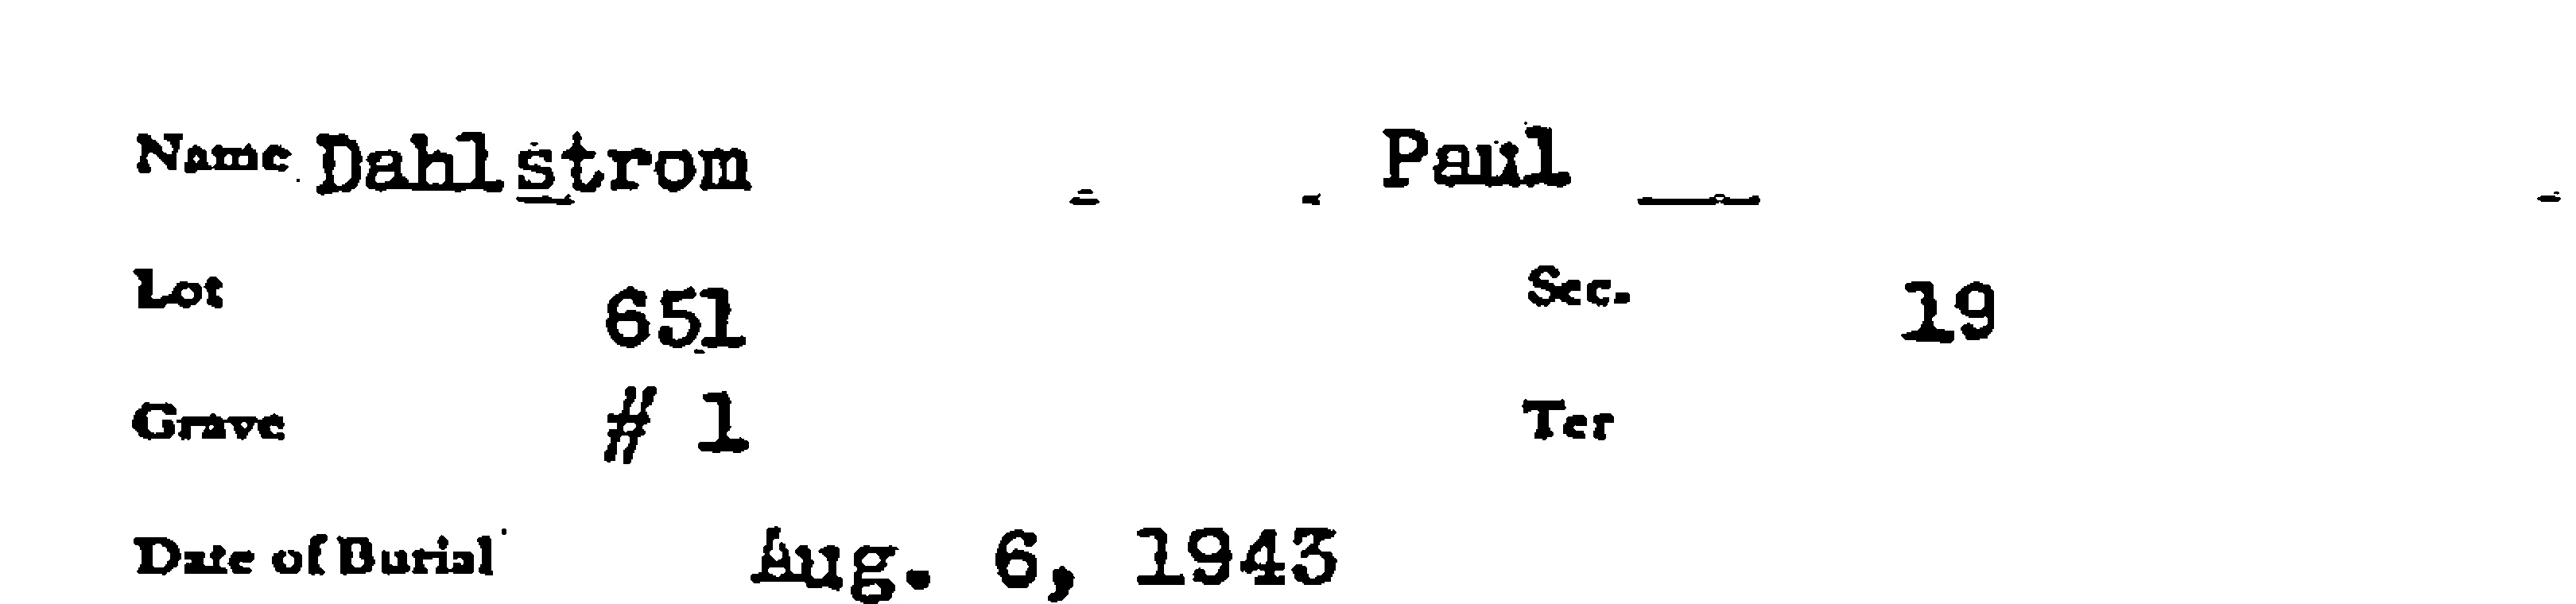 Name Dahlstrom Paul
Lot 651 Sec. 19
Grave # 1 Ter
Date of Burial Aug. 6, 1943